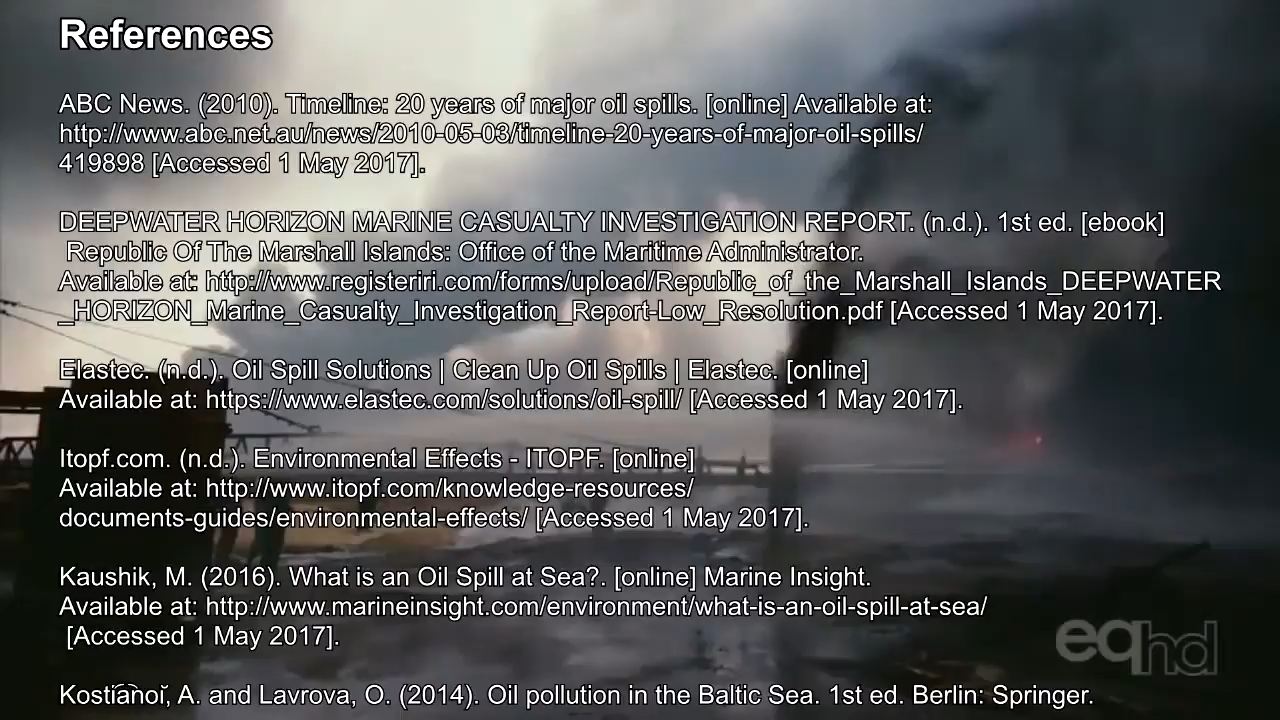 References
ABC News. (2010). Timeline: 20 years of major oil spills. [online] Available at:
http://www.abc.net.au/news/2010-05-03/timeline-20-years-of-major-oil-spills/
419898 [Accessed 1 May 2017].
DEEPWATER HORIZON MARINE CASUALTY INVESTIGATION REPORT. (n.d.). 1st ed. [ebook]
Republic Of The Marshall Islands: Office of the Maritime Administrator.
Available at: http://www.registeriri.com/forms/upload/Republic_of_the_Marshall_Islands_DEEPWATER
_HORIZON_Marine_Casualty_Investigation_Report-Low_Resolution.pdf [Accessed 1 May 2017].
Elastec. (n.d.). Oil Spill Solutions | Clean Up Oil Spills | Elastec. [online]
Available at: https://www.elastec.com/solutions/oil-spill/ [Accessed 1 May 2017].
Itopf.com. (n.d.). Environmental Effects - ITOPF. [online]
Available at: http://www.itopf.com/knowledge-resources/
documents-guides/environmental-effects/ [Accessed 1 May 2017].
Kaushik, M. (2016). What is an Oil Spill at Sea?. [online] Marine Insight.
Available at: http://www.marineinsight.com/environment/what-is-an-oil-spill-at-sea/
[Accessed 1 May 2017].
eqhd
Kosti͡anoĭ, A. and Lavrova, O. (2014). Oil pollution in the Baltic Sea. 1st ed. Berlin: Springer.